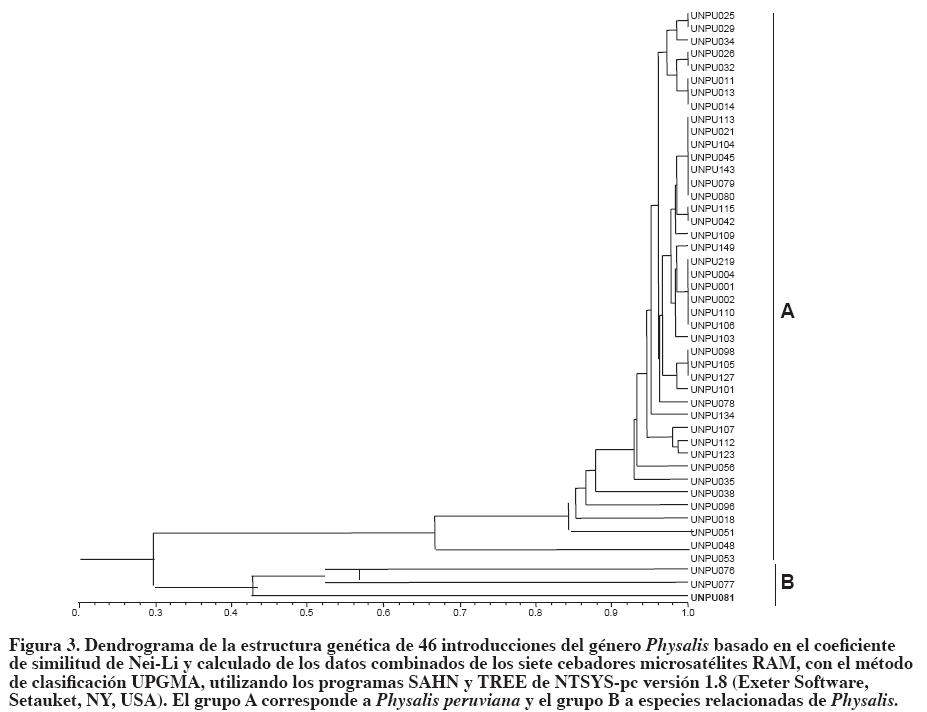 UNPU025
UNPU029
UNPU034
UNPU026
UNPU032
UNPU011
UNPU013
UNPU014
UNPU113
UNPU021
UNPU104
UNPU045
UNPU143
UNPU079
UNPU080
UNPU115
UNPU042
UNPU109
UNPU149
UNPU219
UNPU004
UNPU001
UNPU002
UNPU110
UNPU106
UNPU103
UNPU098
UNPU105
UNPU127
UNPU101
UNPU078
UNPU134
UNPU107
UNPU112
UNPU123
UNPU056
UNPU035
UNPU038
UNPU096
UNPU018
UNPU051
UNPU048
UNPU053
UNPU076
UNPU077
UNPU081
A
B
0. 0.3 0.4 0.5 0.6 0.7 0.8 0.9 1.0
Figura 3. Dendrograma de la estructura genética de 46 introducciones del género Physalis basado en el coeficiente
de similitud de Nei-Li y calculado de los datos combinados de los siete cebadores microsatélites RAM, con el método
de clasificación UPGMA, utilizando los programas SAHN y TREE de NTSYS-pc versión 1.8 (Exeter Software,
Setauket, NY, USA). El grupo A corresponde a Physalis peruviana y el grupo B a especies relacionadas de Physalis.